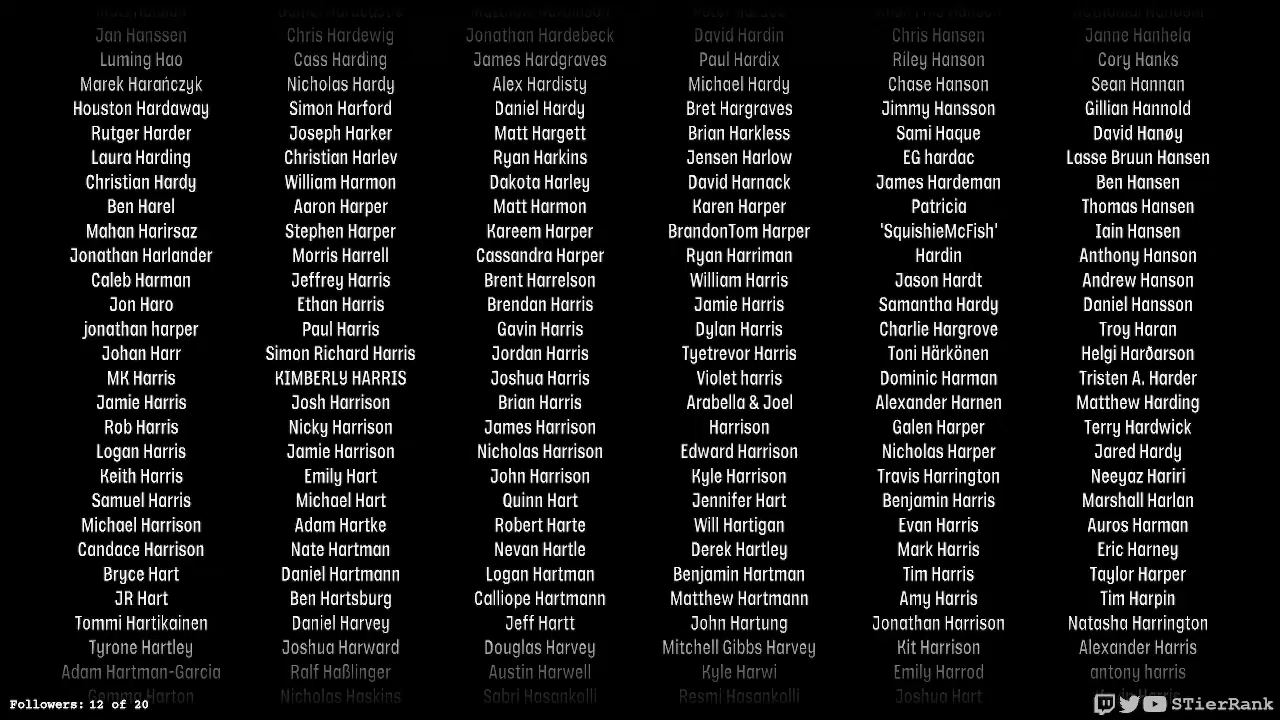 Jan Hanssen Chris Hardewig Jonathan Hardebeck David Hardin Chris Hansen Janne Hanhela
Luming Hao Cass Harding James Hardgraves Paul Hardix Riley Hanson Cory Hanks
Marek Harańczyk Nicholas Hardy Alex Hardisty Michael Hardy Chase Hanson Sean Hannan
Houston Hardaway Simon Harford Daniel Hardy Bret Hargraves Jimmy Hansson Gillian Hannold
Rutger Harder Joseph Harker Matt Hargett Brian Harkless Sami Haque David Hanøy
Laura Harding Christian Harlev Ryan Harkins Jensen Harlow EG hardac Lasse Bruun Hansen
Christian Hardy William Harmon Dakota Harley David Harnack James Hardeman Ben Hansen
Ben Harel Aaron Harper Matt Harmon Karen Harper Patricia Thomas Hansen
Mahan Harirsaz Stephen Harper Kareem Harper BrandonTom Harper 'SquishieMcFish' Iain Hansen
Jonathan Harlander Morris Harrell Cassandra Harper Ryan Harriman Hardin Anthony Hanson
Caleb Harman Jeffrey Harris Brent Harrelson William Harris Jason Hardt Andrew Hanson
Jon Haro Ethan Harris Brendan Harris Jamie Harris Samantha Hardy Daniel Hansson
jonathan harper Paul Harris Gavin Harris Dylan Harris Charlie Hargrove Troy Haran
Johan Harr Simon Richard Harris Jordan Harris Tyetrevor Harris Toni Härkönen Helgi Harðarson
MK Harris KIMBERLY HARRIS Joshua Harris Violet harris Dominic Harman Tristen A. Harder
Jamie Harris Josh Harrison Brian Harris Arabella & Joel Alexander Harnen Matthew Harding
Rob Harris Nicky Harrison James Harrison Harrison Galen Harper Terry Hardwick
Logan Harris Jamie Harrison Nicholas Harrison Edward Harrison Nicholas Harper Jared Hardy
Keith Harris Emily Hart John Harrison Kyle Harrison Travis Harrington Neeyaz Hariri
Samuel Harris Michael Hart Quinn Hart Jennifer Hart Benjamin Harris Marshall Harlan
Michael Harrison Adam Hartke Robert Harte Will Hartigan Evan Harris Auros Harman
Candace Harrison Nate Hartman Nevan Hartle Derek Hartley Mark Harris Eric Harney
Bryce Hart Daniel Hartmann Logan Hartman Benjamin Hartman Tim Harris Taylor Harper
JR Hart Ben Hartsburg Calliope Hartmann Matthew Hartmann Amy Harris Tim Harpin
Tommi Hartikainen Daniel Harvey Jeff Hartt John Hartung Jonathan Harrison Natasha Harrington
Tyrone Hartley Joshua Harward Douglas Harvey Mitchell Gibbs Harvey Kit Harrison Alexander Harris
Adam Hartman-Garcia Ralf Haßlinger Austin Harwell Kyle Harwi Emily Harrod antony harris
Gemma Harton Nicholas Haskins Sabri Hasankolli Resmi Hasankolli Joshua Hart Harris
Followers: 12 of 20 STierRank